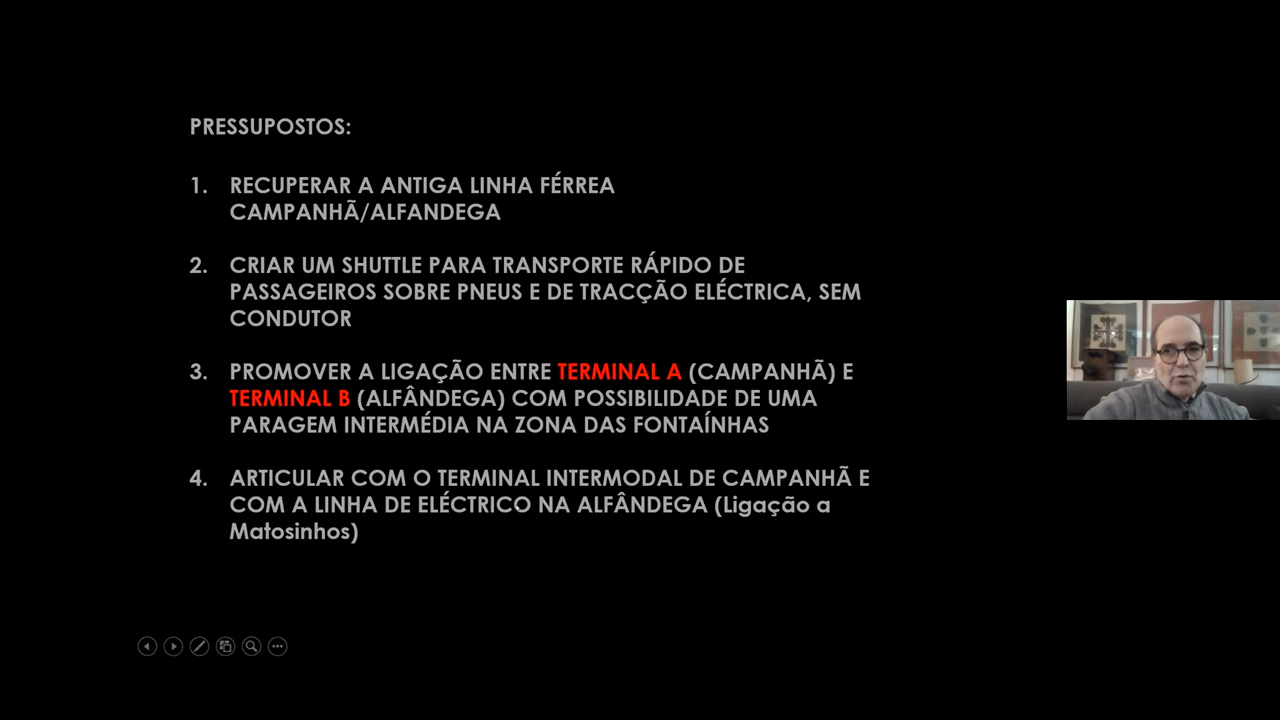 PRESSUPOSTOS:
1. RECUPERAR A ANTIGA LINHA FÉRREA
CAMPANHÃ/ALFANDEGA
2. CRIAR UM SHUTTLE PARA TRANSPORTE RÁPIDO DE
PASSAGEIROS SOBRE PNEUS E DE TRACÇÃO ELÉCTRICA, SEM
CONDUTOR
3. PROMOVER A LIGAÇÃO ENTRE TERMINAL A (CAMPANHÃ) E
TERMINAL B (ALFÂNDEGA) COM POSSIBILIDADE DE UMA
PARAGEM INTERMÉDIA NA ZONA DAS FONTAÍNHAS
4. ARTICULAR COM O TERMINAL INTERMODAL DE CAMPANHÃ E
COM A LINHA DE ELÉCTRICO NA ALFÂNDEGA (Ligação a
Matosinhos)